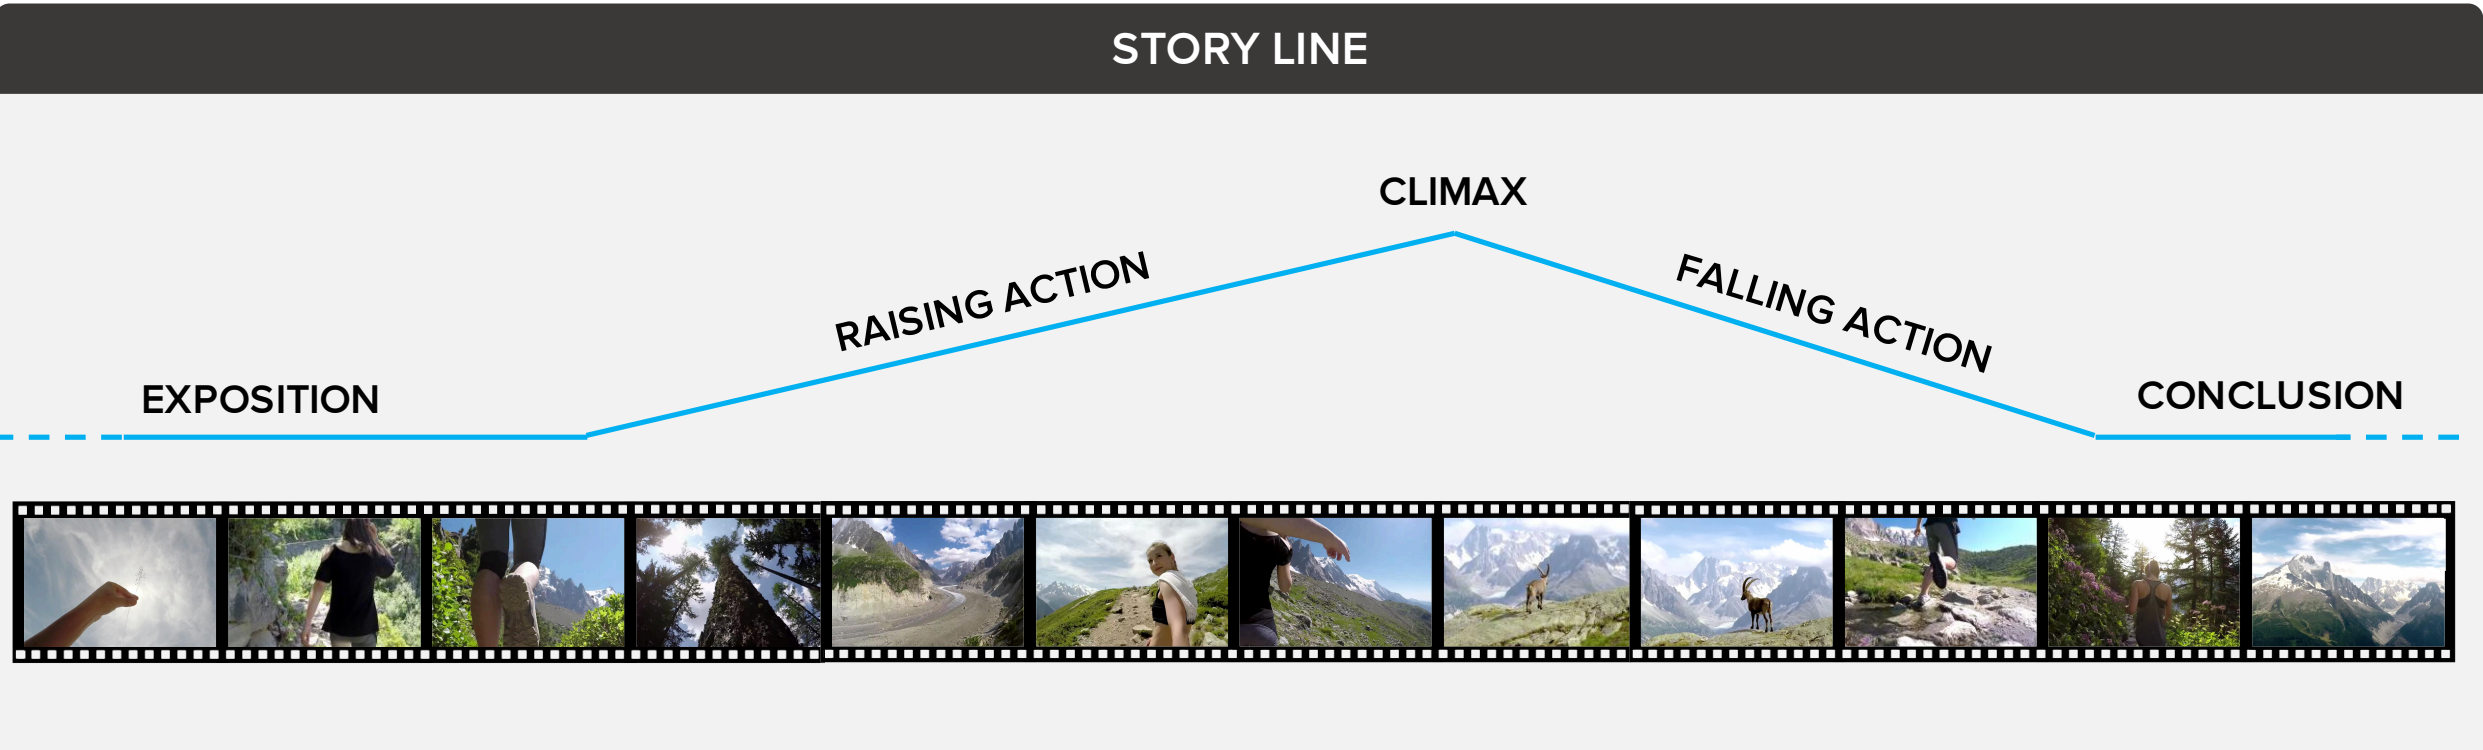 STORY LINE
CLIMAX
RAISING ACTION
FALLING ACTION
EXPOSITION
CONCLUSION